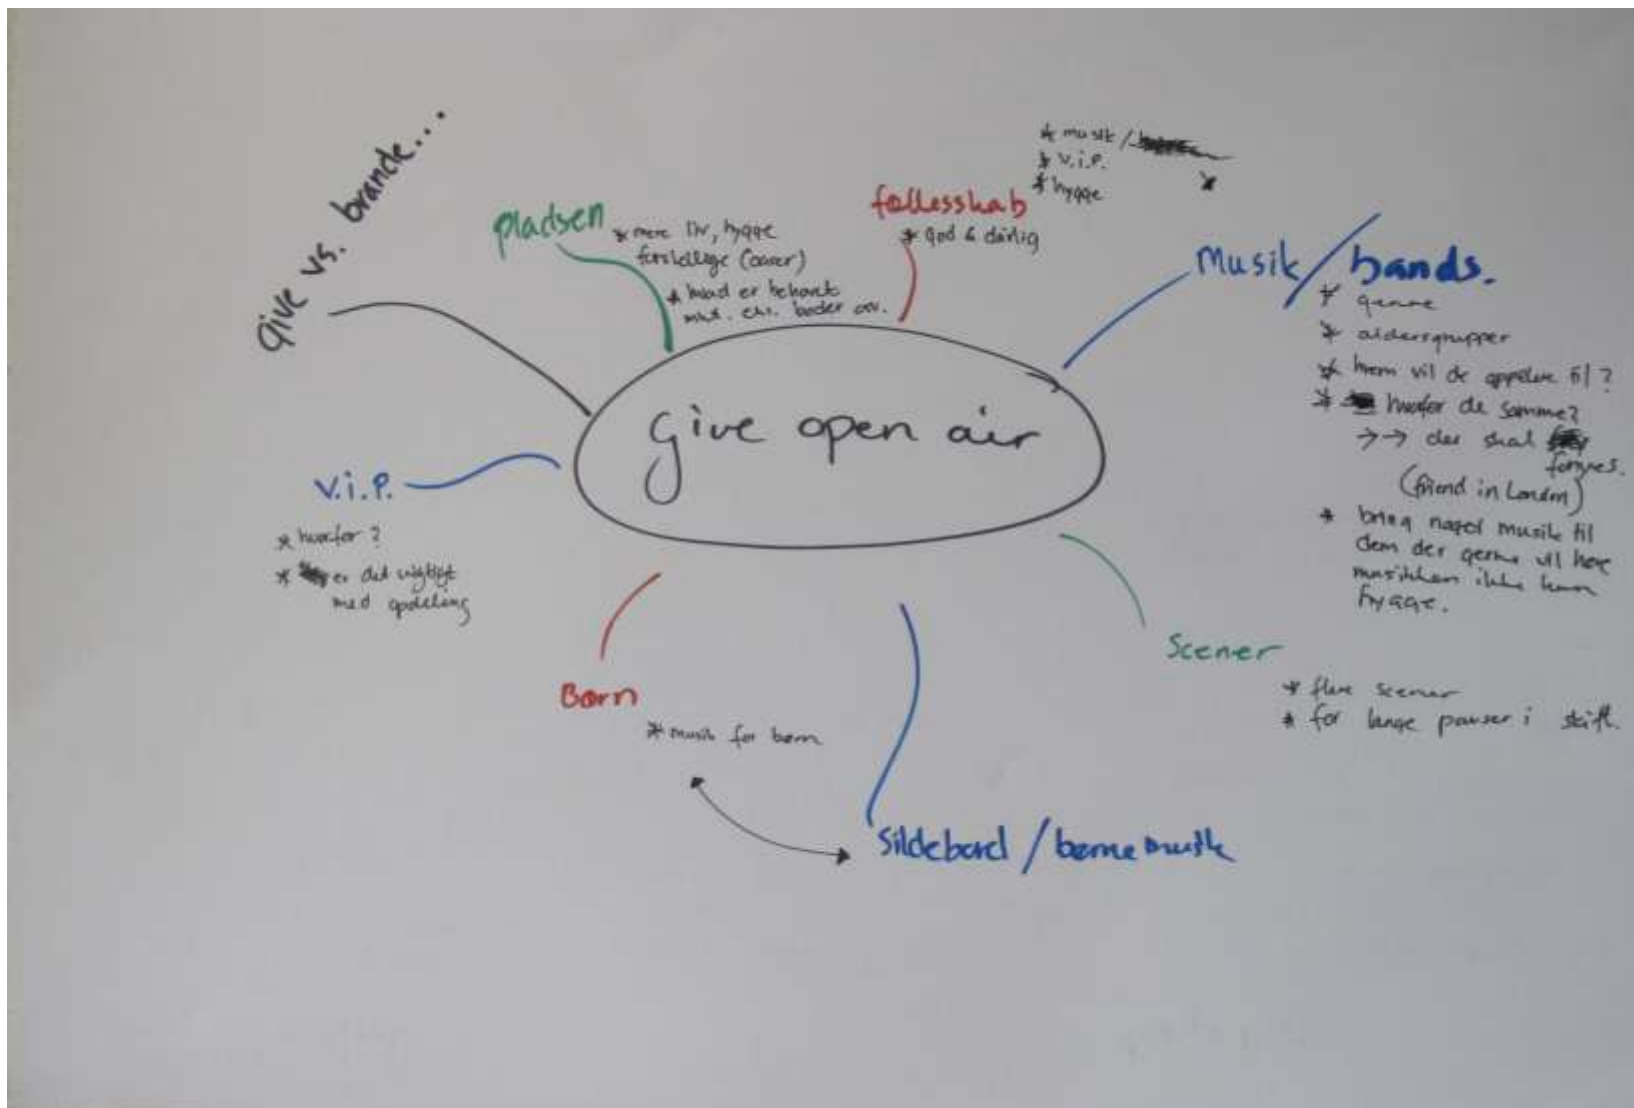 Give vs. brande...
pladsen
* mere liv, hygge
forskellige (oaser)
* hvad er behovet
mht. eks. boder osv.
fællesskab
* god & dårlig
* musik /
* v.i.p.
* hygge
Musik / bands.
* genre
* aldersgrupper
* hvem vil de appelere til?
* hvorfor de samme?
→→ der skal
fornyes.
(friend in London)
* bring noget musik til
dem der gerne vil høre
musikken ikke kun
hygge.
Give open air
v.i.p.
* hvorfor?
* er det vigtigt
med opdeling
Børn
* musik for børn
Scener
* flere scener
* for lange pauser i skift.
Sildebord / børnemusik